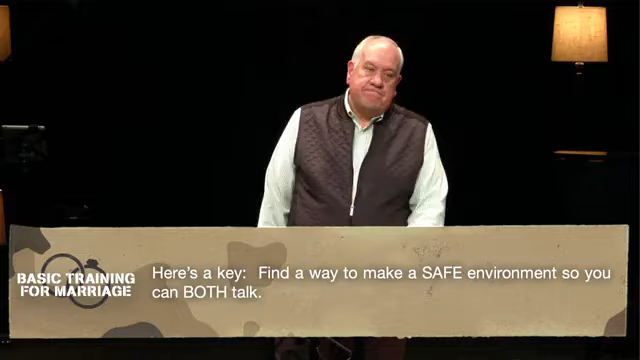 BASIC TRAINING
FOR MARRIAGE
Here's a key:  Find a way to make a SAFE environment so you
can BOTH talk.